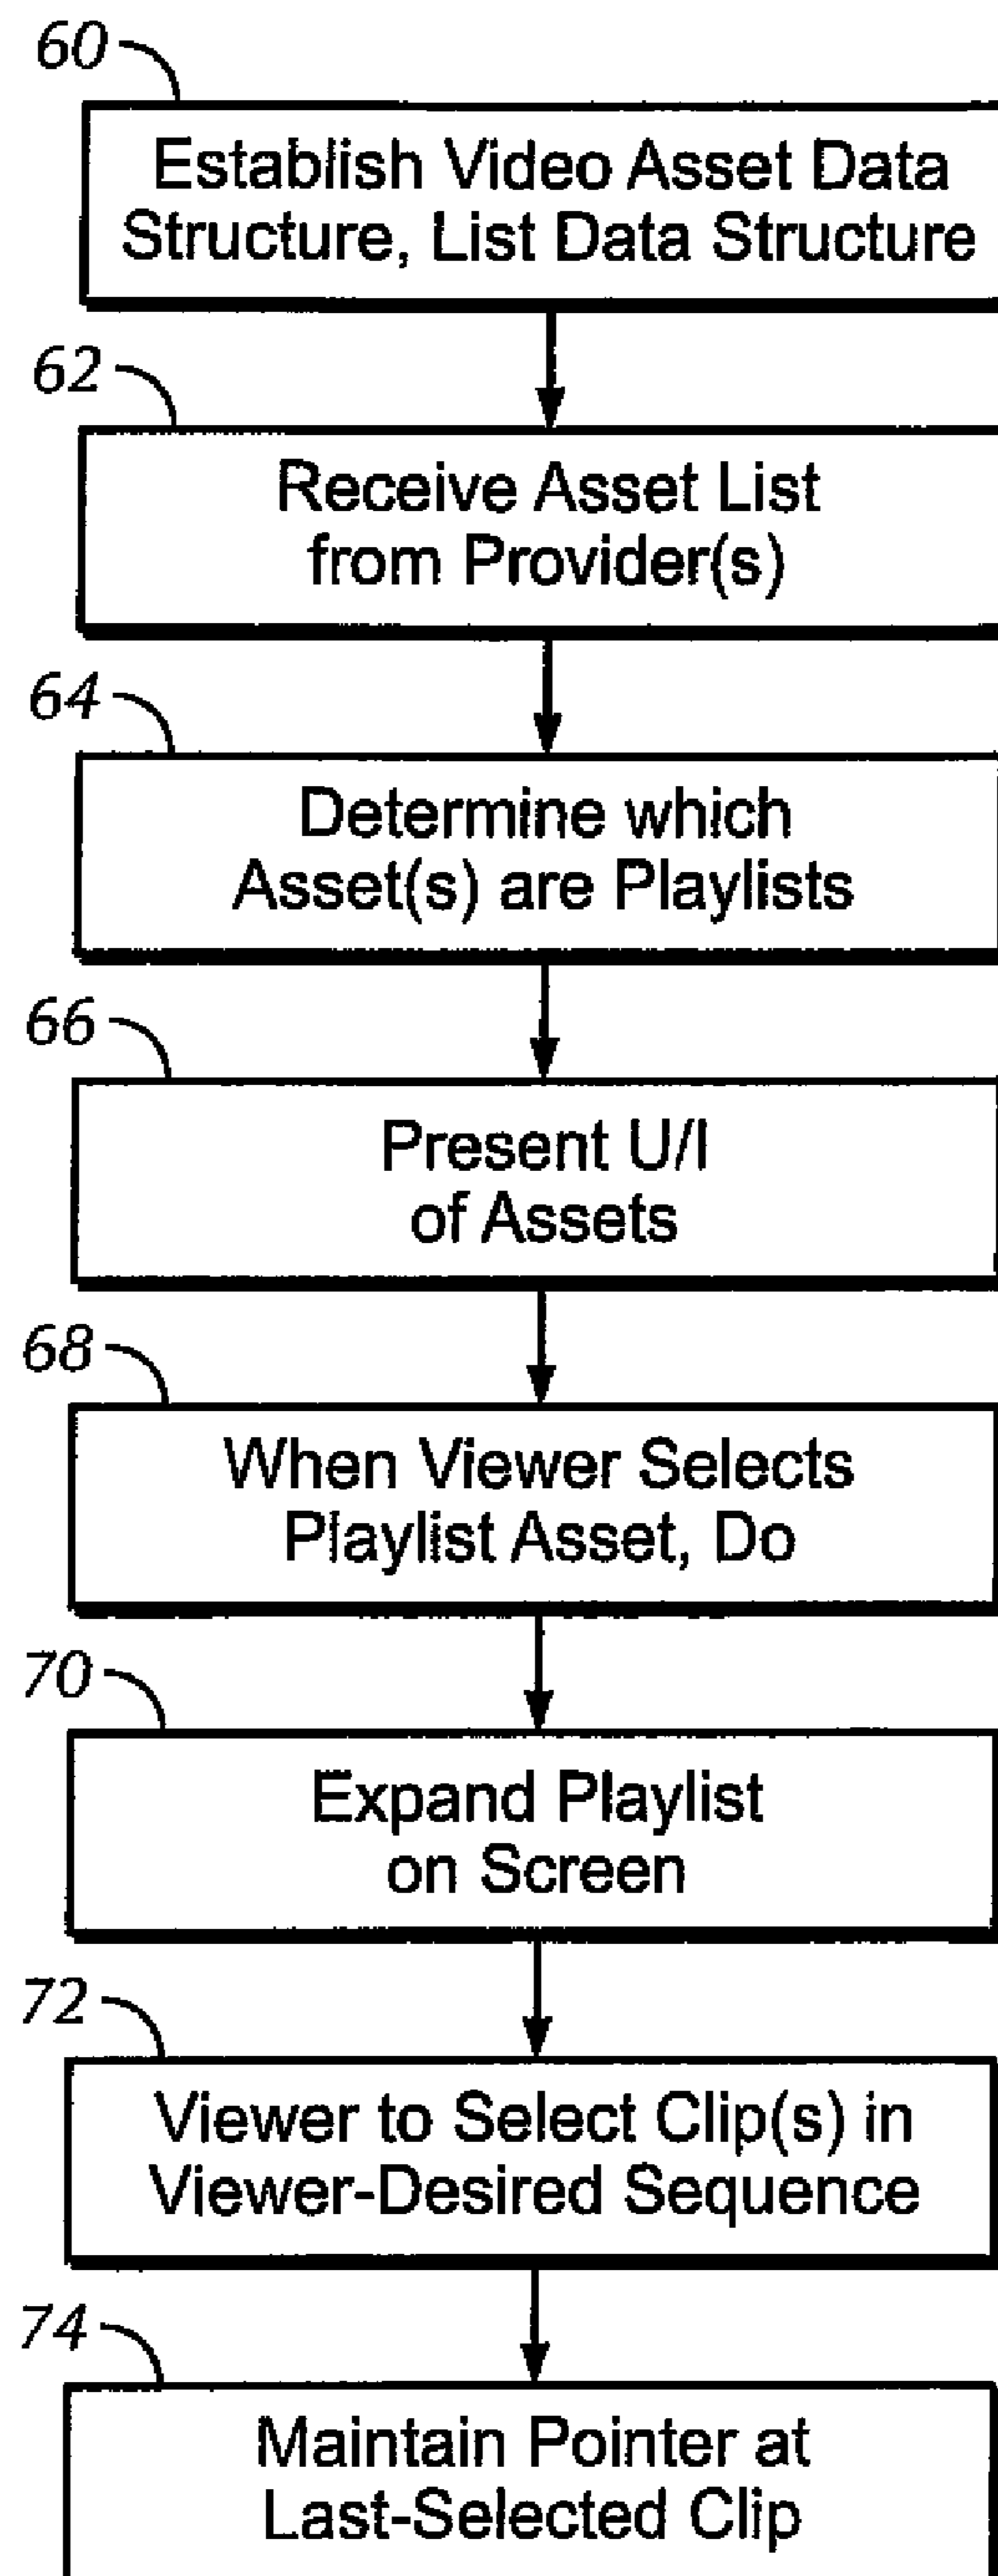 60
Establish Video Asset Data
Structure, List Data Structure
62
Receive Asset List
from Provider(s)
64
Determine which
Asset(s) are Playlists
66
Present U/I
of Assets
68
When Viewer Selects
Playlist Asset, Do
70
Expand Playlist
on Screen
72
Viewer to Select Clip(s) in
Viewer-Desired Sequence
74
Maintain Pointer at
Last-Selected Clip